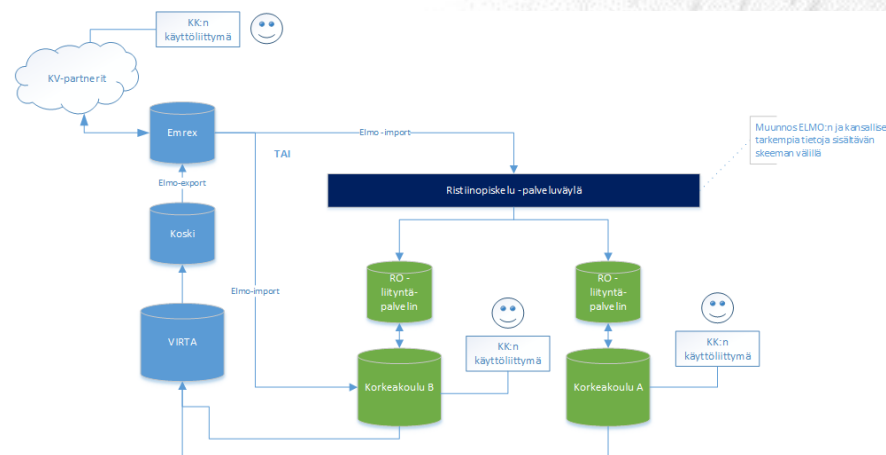 KK:n
käyttöliittymä
KV-partnerit
Emrex
Elmo -import
TAI
Muunnos ELMO:n ja kansallise
tarkempia tietoja sisältävän
skeeman välillä
Elmo-export
Ristiinopiskelu -palveluväylä
Koski
RO -
liityntä-
palvelin
RO -
liityntä-
palvelin
Elmo-import
VIRTA
KK:n
käyttöliittymä
KK:n
käyttöliittymä
Korkeakoulu B
Korkeakoulu A